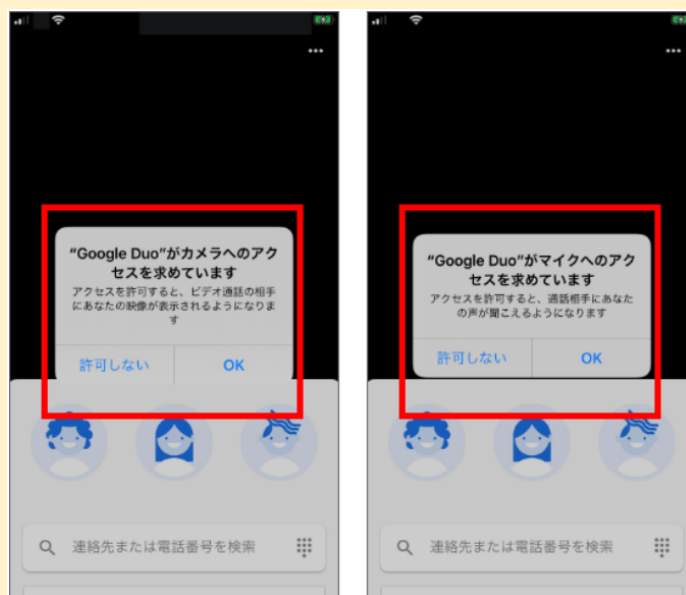 “Google Duo”がカメラへのアク
セスを求めています
アクセスを許可すると、ビデオ通話の相手
にあなたの映像が表示されるようになりま
す
許可しない
OK
連絡先または電話番号を検索
“Google Duo”がマイクへのアク
セスを求めています
アクセスを許可すると、通話相手にあなた
の声が聞こえるようになります
許可しない
OK
連絡先または電話番号を検索